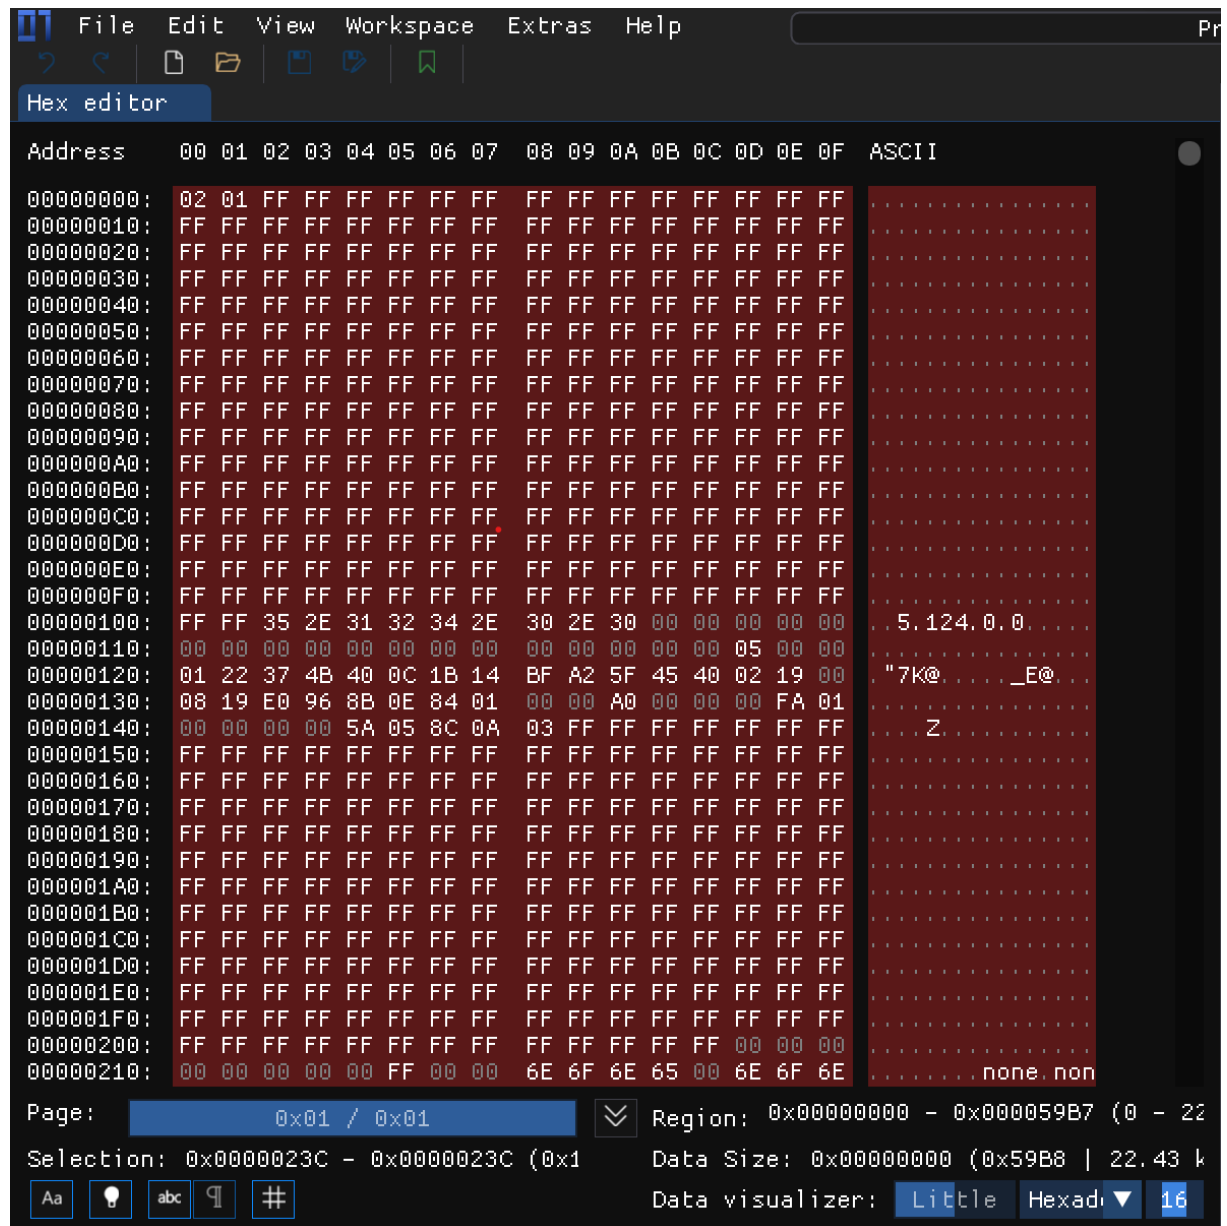 File Edit View Workspace Extras Help Pr
Hex editor
Address 00 01 02 03 04 05 06 07 08 09 0A 0B 0C 0D 0E 0F ASCII
00000000: 02 01 FF FF FF FF FF FF FF FF FF FF FF FF FF FF ................
00000010: FF FF FF FF FF FF FF FF FF FF FF FF FF FF FF FF ................
00000020: FF FF FF FF FF FF FF FF FF FF FF FF FF FF FF FF ................
00000030: FF FF FF FF FF FF FF FF FF FF FF FF FF FF FF FF ................
00000040: FF FF FF FF FF FF FF FF FF FF FF FF FF FF FF FF ................
00000050: FF FF FF FF FF FF FF FF FF FF FF FF FF FF FF FF ................
00000060: FF FF FF FF FF FF FF FF FF FF FF FF FF FF FF FF ................
00000070: FF FF FF FF FF FF FF FF FF FF FF FF FF FF FF FF ................
00000080: FF FF FF FF FF FF FF FF FF FF FF FF FF FF FF FF ................
00000090: FF FF FF FF FF FF FF FF FF FF FF FF FF FF FF FF ................
000000A0: FF FF FF FF FF FF FF FF FF FF FF FF FF FF FF FF ................
000000B0: FF FF FF FF FF FF FF FF FF FF FF FF FF FF FF FF ................
000000C0: FF FF FF FF FF FF FF FF FF FF FF FF FF FF FF FF ................
000000D0: FF FF FF FF FF FF FF FF FF FF FF FF FF FF FF FF ................
000000E0: FF FF FF FF FF FF FF FF FF FF FF FF FF FF FF FF ................
000000F0: FF FF FF FF FF FF FF FF FF FF FF FF FF FF FF FF ................
00000100: FF FF 35 2E 31 32 34 2E 30 2E 30 00 00 00 00 00 ..5.124.0.0.....
00000110: 00 00 00 00 00 00 00 00 00 00 00 00 00 05 00 00 ................
00000120: 01 22 37 4B 40 0C 1B 14 BF A2 5F 45 40 02 19 00 ."7K@....._E@...
00000130: 08 19 E0 96 8B 0E 84 01 00 00 A0 00 00 00 FA 01 ................
00000140: 00 00 00 00 5A 05 8C 0A 03 FF FF FF FF FF FF FF ....Z...........
00000150: FF FF FF FF FF FF FF FF FF FF FF FF FF FF FF FF ................
00000160: FF FF FF FF FF FF FF FF FF FF FF FF FF FF FF FF ................
00000170: FF FF FF FF FF FF FF FF FF FF FF FF FF FF FF FF ................
00000180: FF FF FF FF FF FF FF FF FF FF FF FF FF FF FF FF ................
00000190: FF FF FF FF FF FF FF FF FF FF FF FF FF FF FF FF ................
000001A0: FF FF FF FF FF FF FF FF FF FF FF FF FF FF FF FF ................
000001B0: FF FF FF FF FF FF FF FF FF FF FF FF FF FF FF FF ................
000001C0: FF FF FF FF FF FF FF FF FF FF FF FF FF FF FF FF ................
000001D0: FF FF FF FF FF FF FF FF FF FF FF FF FF FF FF FF ................
000001E0: FF FF FF FF FF FF FF FF FF FF FF FF FF FF FF FF ................
000001F0: FF FF FF FF FF FF FF FF FF FF FF FF FF FF FF FF ................
00000200: FF FF FF FF FF FF FF FF FF FF FF FF FF 00 00 00 ................
00000210: 00 00 00 00 00 FF 00 00 6E 6F 6E 65 00 6E 6F 6E ........none.non
Page: 0x01 / 0x01 Region: 0x00000000 - 0x000059B7 (0 - 22
Selection: 0x0000023C - 0x0000023C (0x1 Data Size: 0x00000000 (0x59B8 | 22.43 k
Aa abc ¶ # Data visualizer: Little Hexad 16